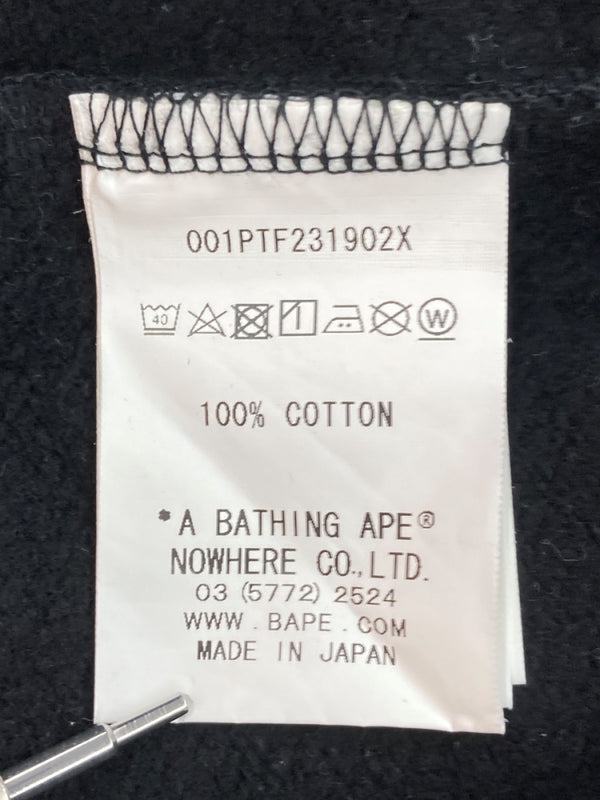 001PTF231902X
40 W
100% COTTON
*A BATHING APE®
NOWHERE CO.,LTD.
03 (5772) 2524
WWW . BAPE . COM
MADE IN JAPAN